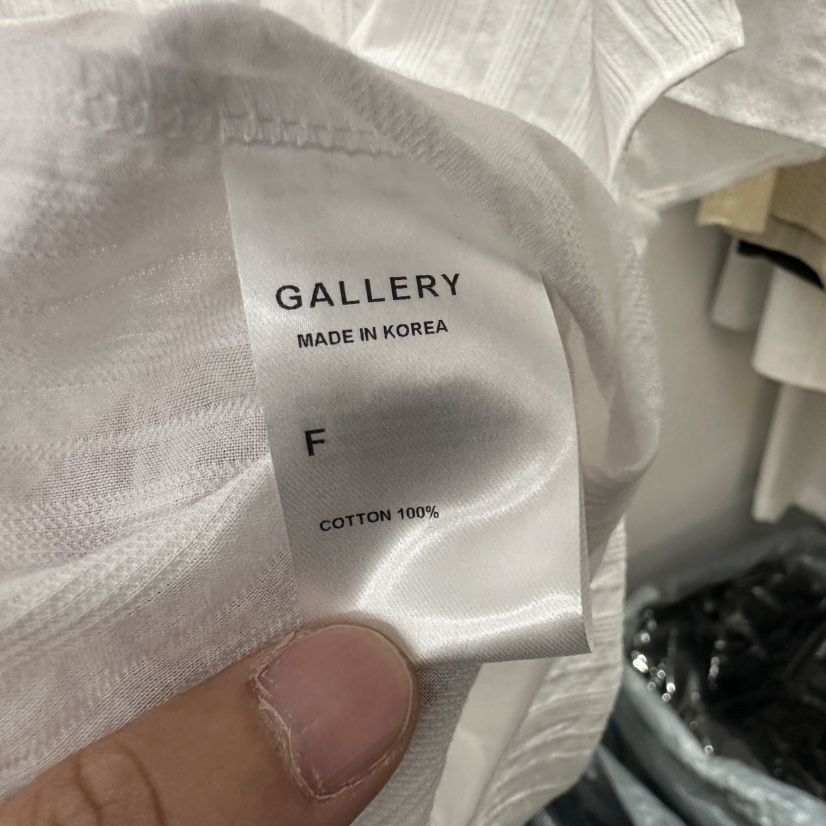 GALLERY
MADE IN KOREA
F
COTTON 100%